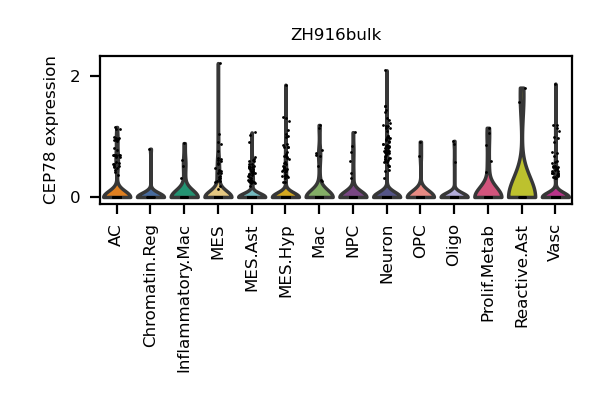 ZH916bulk
CEP78 expression
2
0
AC
Chromatin.Reg
Inflammatory.Mac
MES
MES.Ast
MES.Hyp
Mac
NPC
Neuron
OPC
Oligo
Prolif.Metab
Reactive.Ast
Vasc